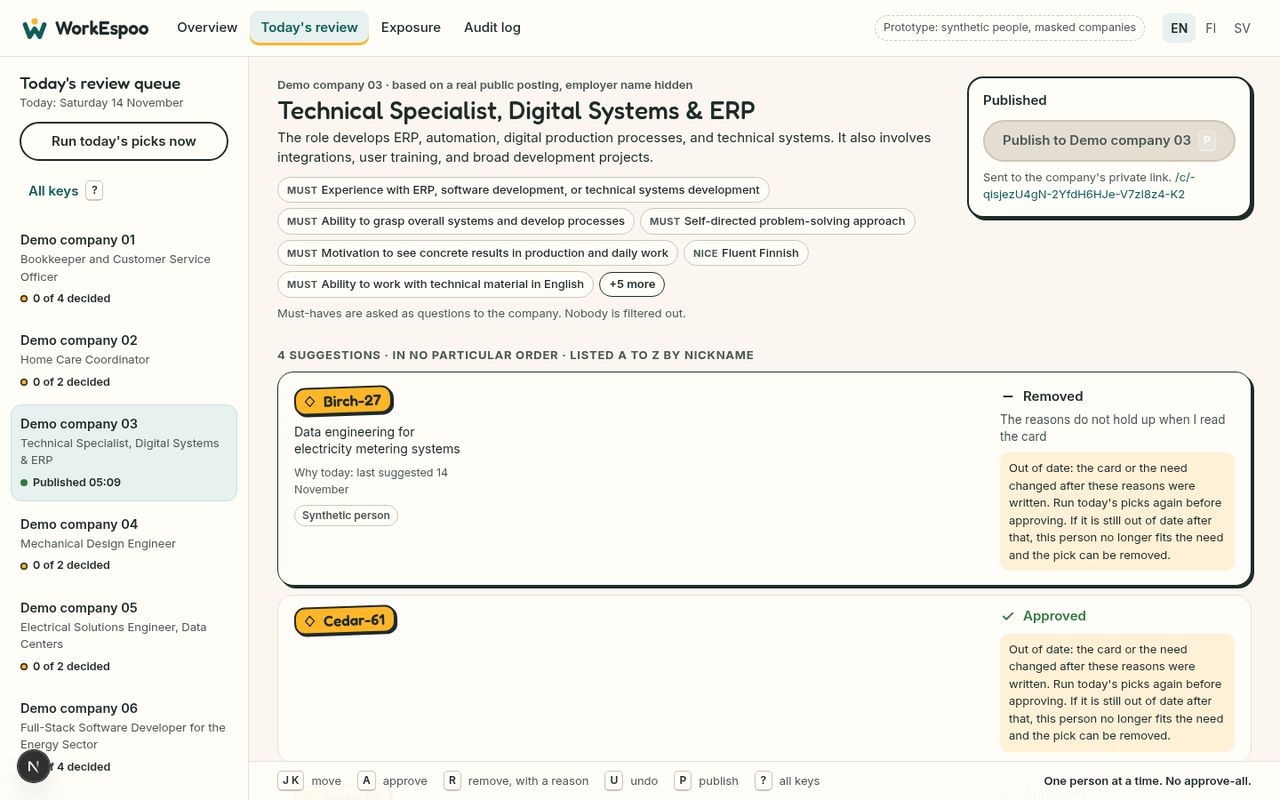 WorkEspoo
Overview
Today's review
Exposure
Audit log
Prototype: synthetic people, masked companies
EN
FI
SV
Today's review queue
Today: Saturday 14 November
Run today's picks now
All keys ?
Demo company 01
Bookkeeper and Customer Service
Officer
0 of 4 decided
Demo company 02
Home Care Coordinator
0 of 2 decided
Demo company 03
Technical Specialist, Digital Systems
& ERP
Published 05:09
Demo company 04
Mechanical Design Engineer
0 of 2 decided
Demo company 05
Electrical Solutions Engineer, Data
Centers
0 of 2 decided
Demo company 06
Full-Stack Software Developer for the
Energy Sector
N
f 4 decided
Demo company 03 · based on a real public posting, employer name hidden
Technical Specialist, Digital Systems & ERP
The role develops ERP, automation, digital production processes, and technical systems. It also involves
integrations, user training, and broad development projects.
MUST Experience with ERP, software development, or technical systems development
MUST Ability to grasp overall systems and develop processes
MUST Self-directed problem-solving approach
MUST Motivation to see concrete results in production and daily work
NICE Fluent Finnish
MUST Ability to work with technical material in English
+5 more
Must-haves are asked as questions to the company. Nobody is filtered out.
Published
Publish to Demo company 03 P
Sent to the company's private link. /c/-
qisjezU4gN-2YfdH6HJe-V7zI8z4-K2
4 SUGGESTIONS · IN NO PARTICULAR ORDER · LISTED A TO Z BY NICKNAME
Birch-27
Data engineering for
electricity metering systems
Why today: last suggested 14
November
Synthetic person
Removed
The reasons do not hold up when I read
the card
Out of date: the card or the need
changed after these reasons were
written. Run today's picks again before
approving. If it is still out of date after
that, this person no longer fits the need
and the pick can be removed.
Cedar-61
Approved
Out of date: the card or the need
changed after these reasons were
written. Run today's picks again before
approving. If it is still out of date after
that, this person no longer fits the need
and the pick can be removed.
J K move
A approve
R remove, with a reason
U undo
P publish
? all keys
One person at a time. No approve-all.